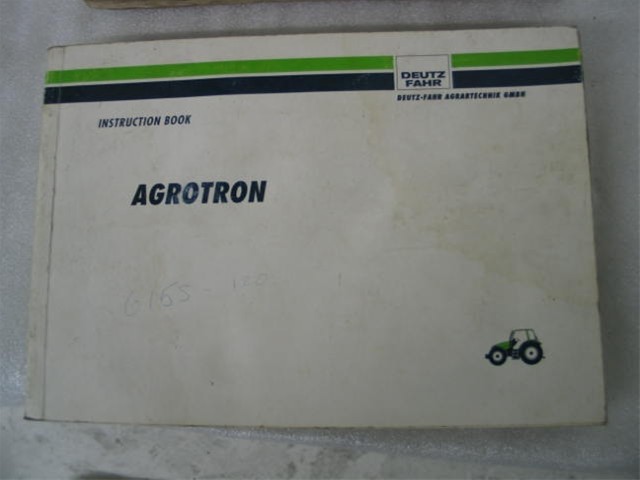 DEUTZ
FAHR
DEUTZ-FAHR AGRARTECHNIK GMBH
INSTRUCTION BOOK
AGROTRON